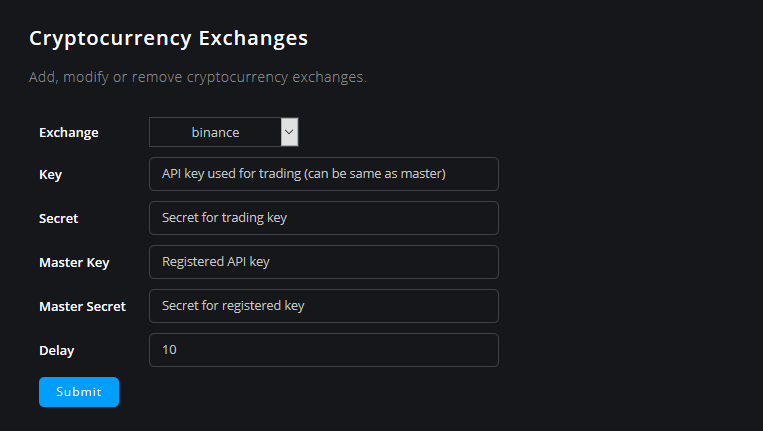 Cryptocurrency Exchanges
Add, modify or remove cryptocurrency exchanges.
Exchange binance
Key API key used for trading (can be same as master)
Secret Secret for trading key
Master Key Registered API key
Master Secret Secret for registered key
Delay 10
Submit